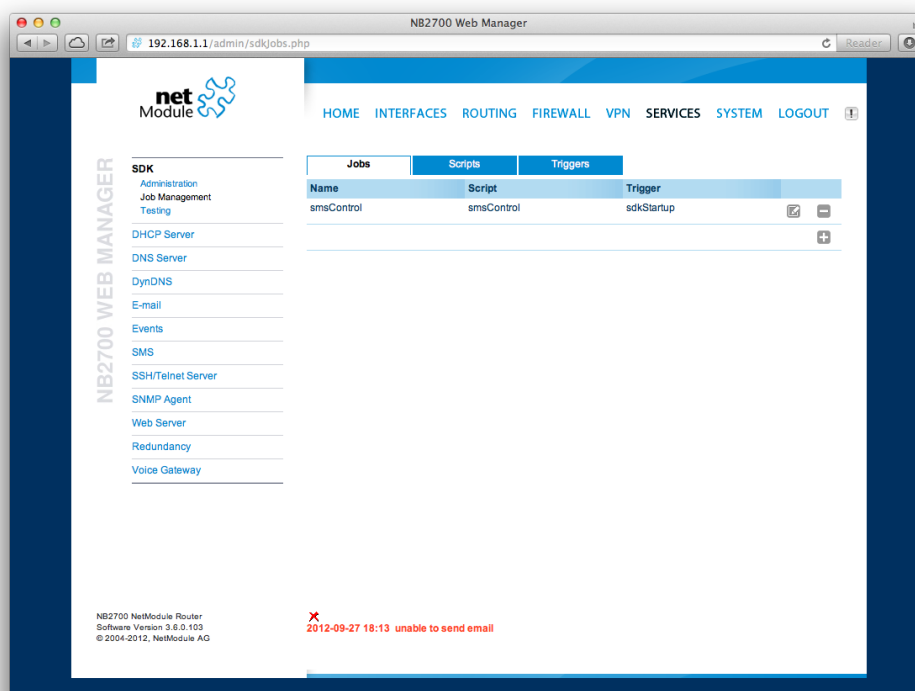 NB2700 Web Manager
192.168.1.1/admin/sdkJobs.php
Reader
net
Module
HOME INTERFACES ROUTING FIREWALL VPN SERVICES SYSTEM LOGOUT
NB2700 WEB MANAGER
SDK
Administration
Job Management
Testing
DHCP Server
DNS Server
DynDNS
E-mail
Events
SMS
SSH/Telnet Server
SNMP Agent
Web Server
Redundancy
Voice Gateway
Jobs Scripts Triggers
Name Script Trigger
smsControl smsControl sdkStartup
NB2700 NetModule Router
Software Version 3.6.0.103
© 2004-2012, NetModule AG
2012-09-27 18:13 unable to send email